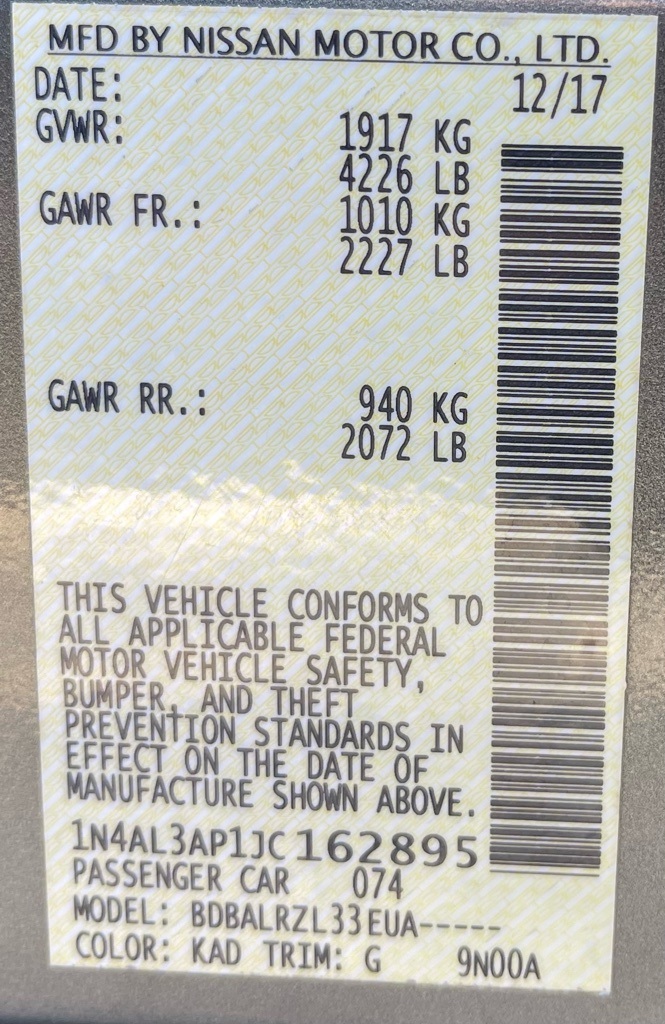 MFD BY NISSAN MOTOR CO., LTD.
DATE: 12/17
GVWR: 1917 KG
4226 LB
GAWR FR.: 1010 KG
2227 LB
GAWR RR.: 940 KG
2072 LB
THIS VEHICLE CONFORMS TO
ALL APPLICABLE FEDERAL
MOTOR VEHICLE SAFETY,
BUMPER, AND THEFT
PREVENTION STANDARDS IN
EFFECT ON THE DATE OF
MANUFACTURE SHOWN ABOVE.
1N4AL3AP1JC162895
PASSENGER CAR 074
MODEL: BDBALRZL33EUA-----
COLOR: KAD TRIM: G 9N00A